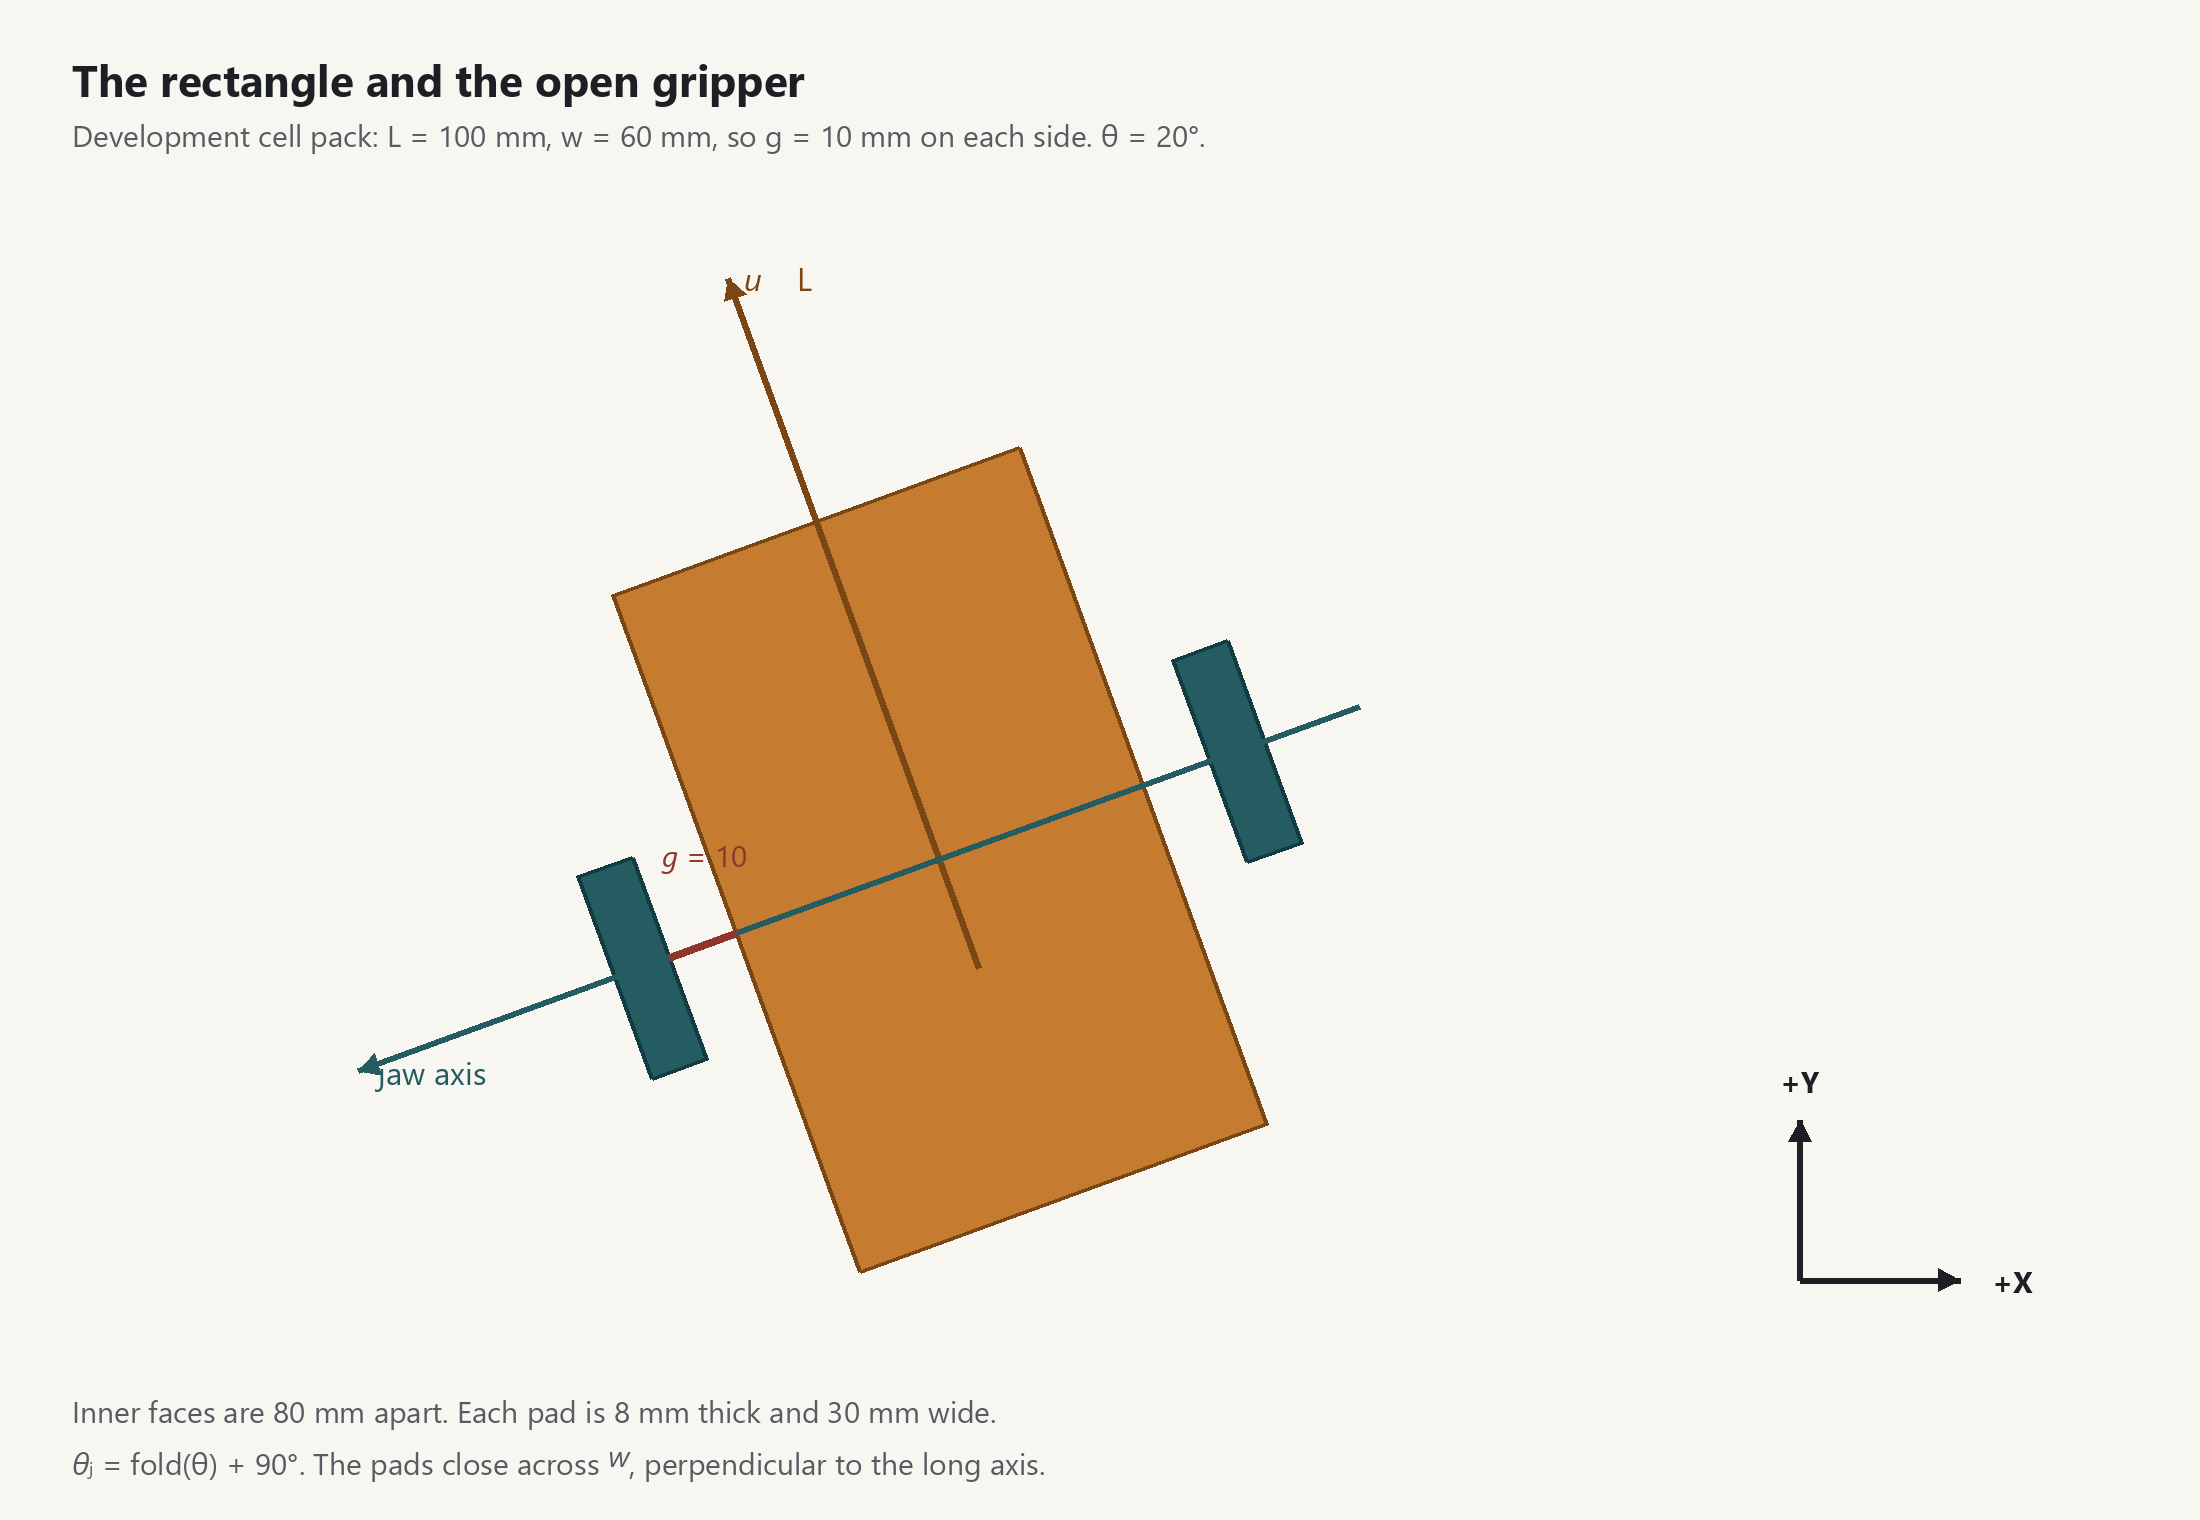 The rectangle and the open gripper
Development cell pack: L = 100 mm, w = 60 mm, so g = 10 mm on each side. θ = 20°.
u L
g = 10
jaw axis
+Y
+X
Inner faces are 80 mm apart. Each pad is 8 mm thick and 30 mm wide.
θⱼ = fold(θ) + 90°. The pads close across w, perpendicular to the long axis.